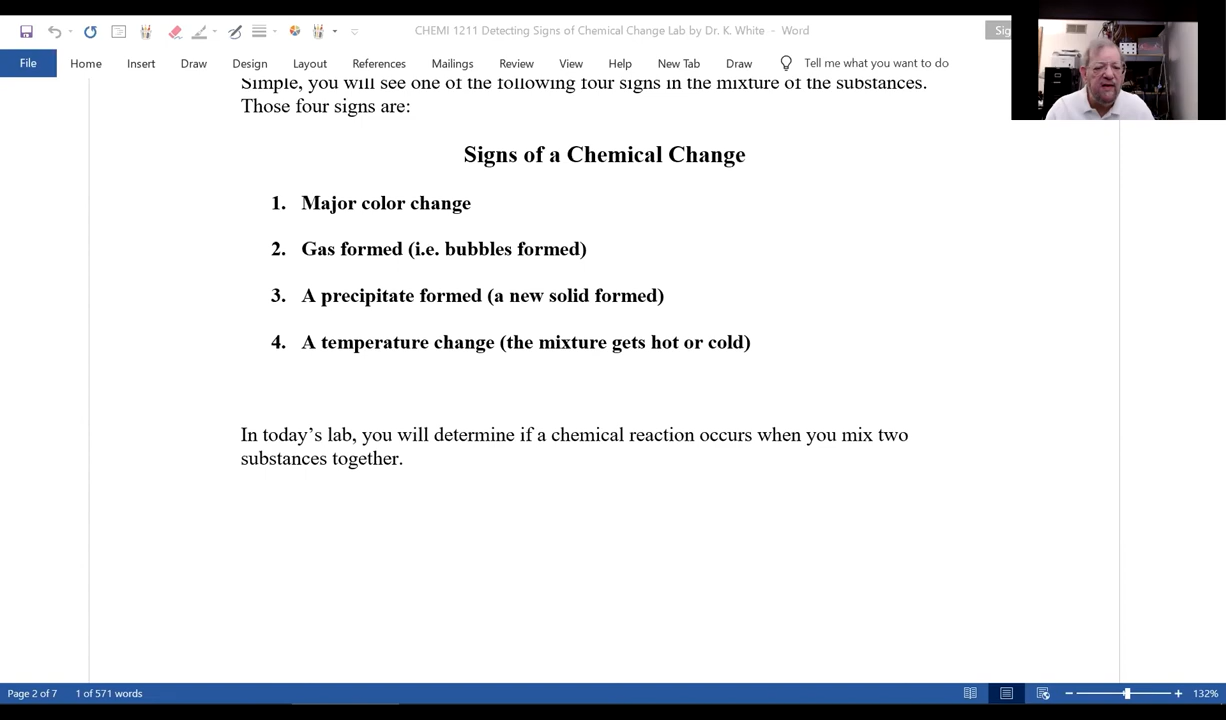 CHEMI 1211 Detecting Signs of Chemical Change Lab by Dr. K. White - Word
Sig
File Home Insert Draw Design Layout References Mailings Review View Help New Tab Draw Tell me what you want to do
Simple, you will see one of the following four signs in the mixture of the substances.
Those four signs are:
Signs of a Chemical Change
1. Major color change
2. Gas formed (i.e. bubbles formed)
3. A precipitate formed (a new solid formed)
4. A temperature change (the mixture gets hot or cold)
In today’s lab, you will determine if a chemical reaction occurs when you mix two
substances together.
Page 2 of 7 1 of 571 words 132%